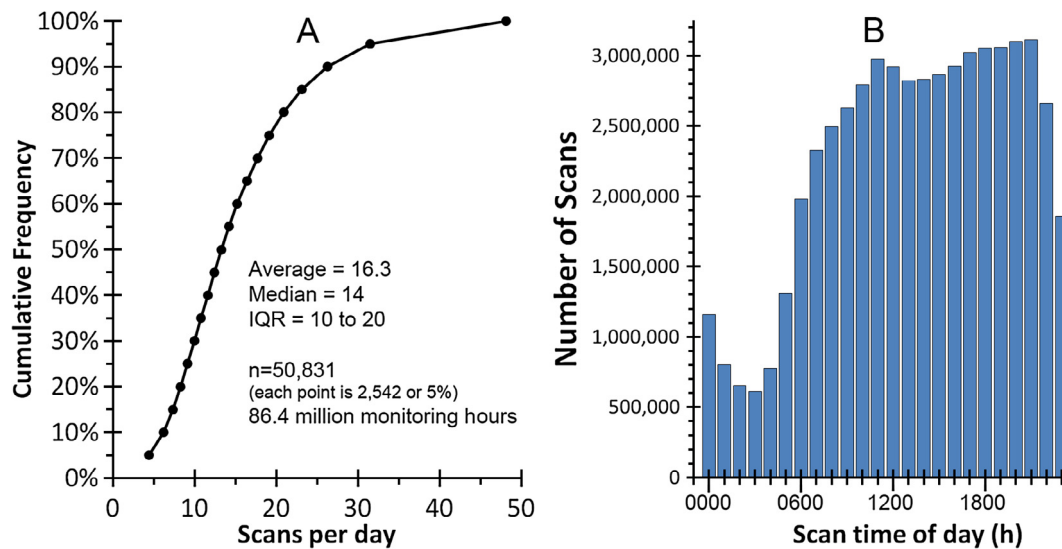 A
100%
90%
80%
70%
60%
50%
40%
30%
20%
10%
0%
Cumulative Frequency
Average = 16.3
Median = 14
IQR = 10 to 20
n=50,831
(each point is 2,542 or 5%)
86.4 million monitoring hours
0 10 20 30 40 50
Scans per day
B
3,000,000
2,500,000
2,000,000
1,500,000
1,000,000
500,000
0
Number of Scans
0000 0600 1200 1800
Scan time of day (h)